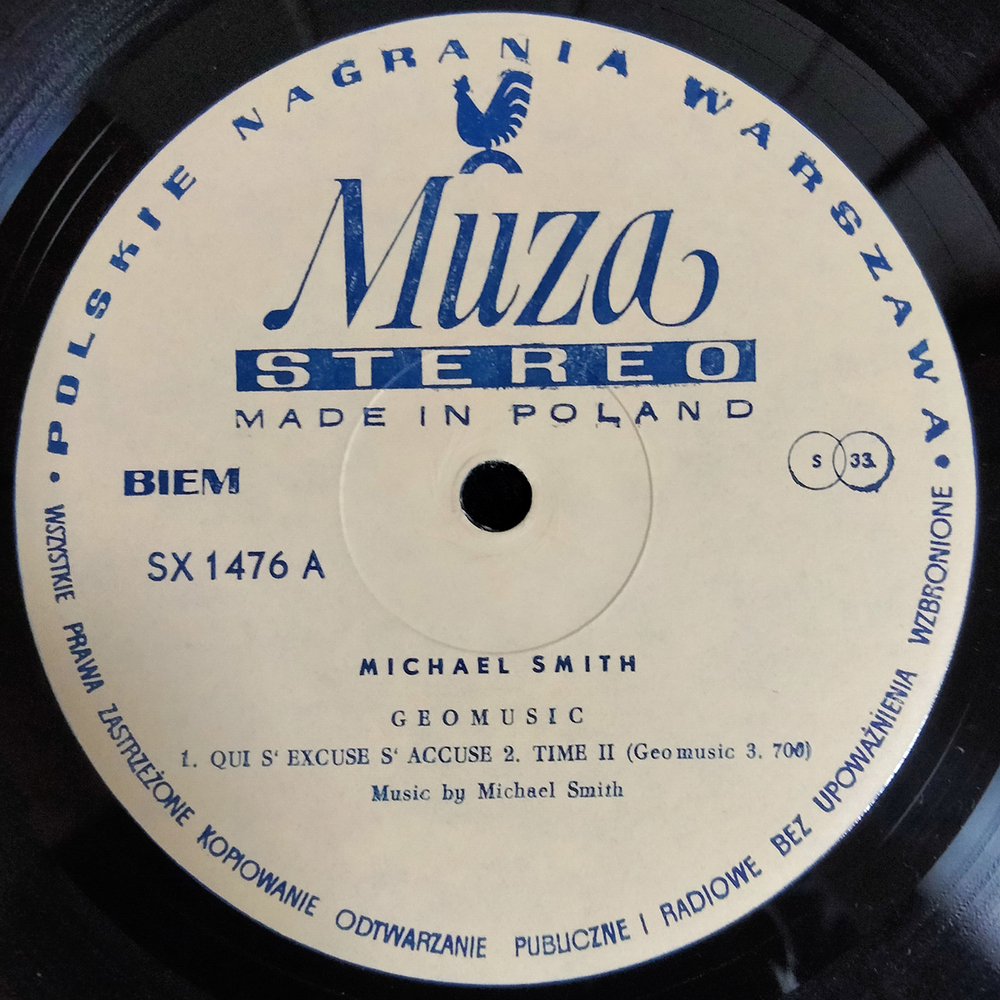 • POLSKIE NAGRANIA WARSZAWA •
Muza
STEREO
MADE IN POLAND
BIEM
S 33
SX 1476 A
MICHAEL SMITH
GEOMUSIC
1. QUI S' EXCUSE S' ACCUSE 2. TIME II (Geomusic 3. 700)
Music by Michael Smith
WSZYSTKIE PRAWA ZASTRZEŻONE KOPIOWANIE ODTWARZANIE PUBLICZNE I RADIOWE BEZ UPOWAŻNIENIA WZBRONIONE